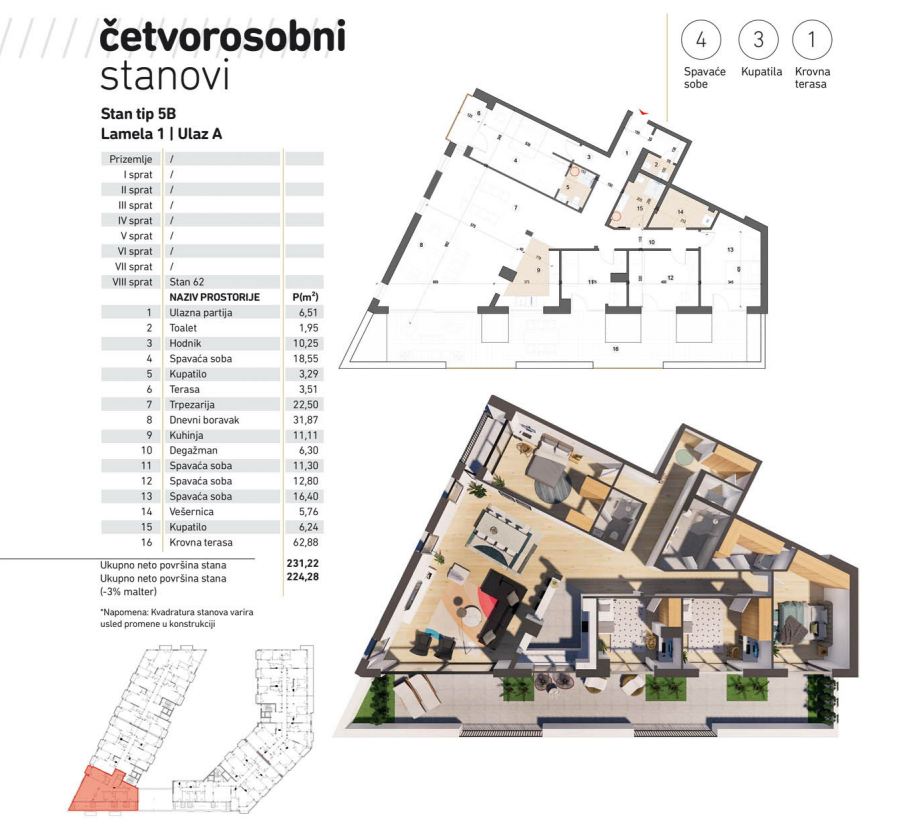 četvorosobni
stanovi
4
3
1
Spavaće
sobe
Kupatila
Krovna
terasa
Stan tip 5B
Lamela 1 | Ulaz A
Prizemlje /
I sprat /
II sprat /
III sprat /
IV sprat /
V sprat /
VI sprat /
VII sprat /
VIII sprat Stan 62
NAZIV PROSTORIJE P(m²)
1 Ulazna partija 6,51
2 Toalet 1,95
3 Hodnik 10,25
4 Spavaća soba 18,55
5 Kupatilo 3,29
6 Terasa 3,51
7 Trpezarija 22,50
8 Dnevni boravak 31,87
9 Kuhinja 11,11
10 Degažman 6,30
11 Spavaća soba 11,30
12 Spavaća soba 12,80
13 Spavaća soba 16,40
14 Vešernica 5,76
15 Kupatilo 6,24
16 Krovna terasa 62,88
Ukupno neto površina stana 231,22
Ukupno neto površina stana 224,28
(-3% malter)
*Napomena: Kvadratura stanova varira
usled promene u konstrukciji
6
4
3
1
2
5
15
14
7
8
10
13
9
11
12
16